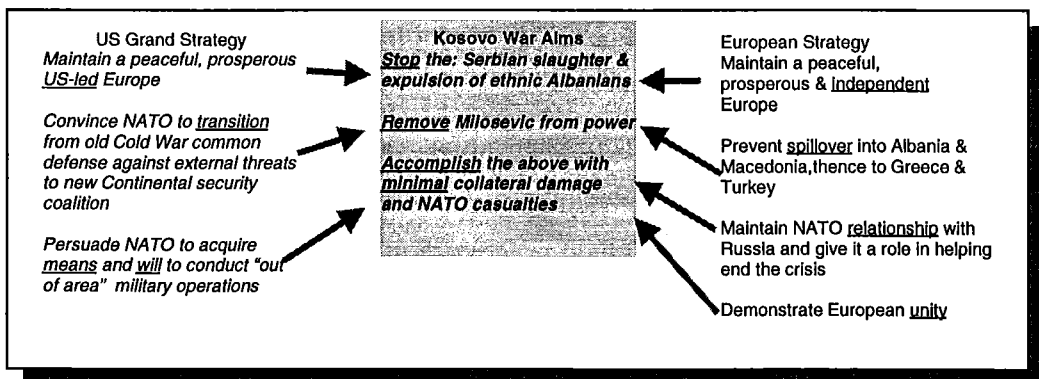 US Grand Strategy
Maintain a peaceful, prosperous
US-led Europe
Convince NATO to transition
from old Cold War common
defense against external threats
to new Continental security
coalition
Persuade NATO to acquire
means and will to conduct "out
of area" military operations
Kosovo War Aims
Stop the: Serbian slaughter &
expulsion of ethnic Albanians
Remove Milosevic from power
Accomplish the above with
minimal collateral damage
and NATO casualties
European Strategy
Maintain a peaceful,
prosperous & independent
Europe
Prevent spillover into Albania &
Macedonia,thence to Greece &
Turkey
Maintain NATO relationship with
Russia and give it a role in helping
end the crisis
Demonstrate European unity